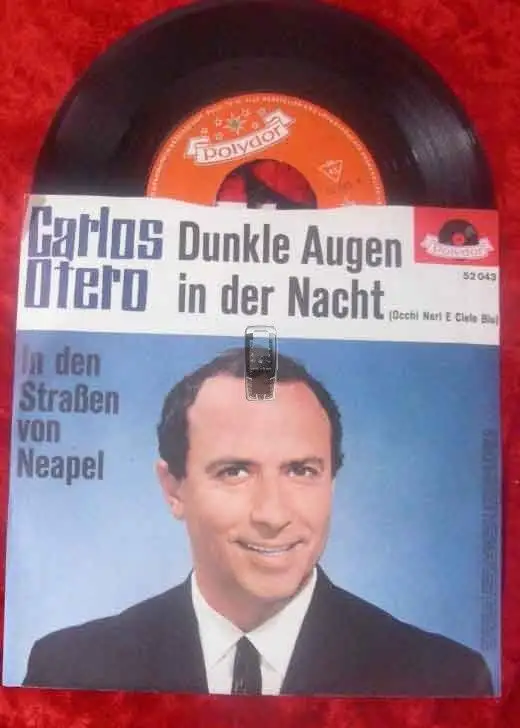 Polydor
45
Carlos
Otero
Dunkle Augen
in der Nacht
(Occhi Neri E Cielo Blu)
Polydor
52 043
In den
Straßen
von
Neapel